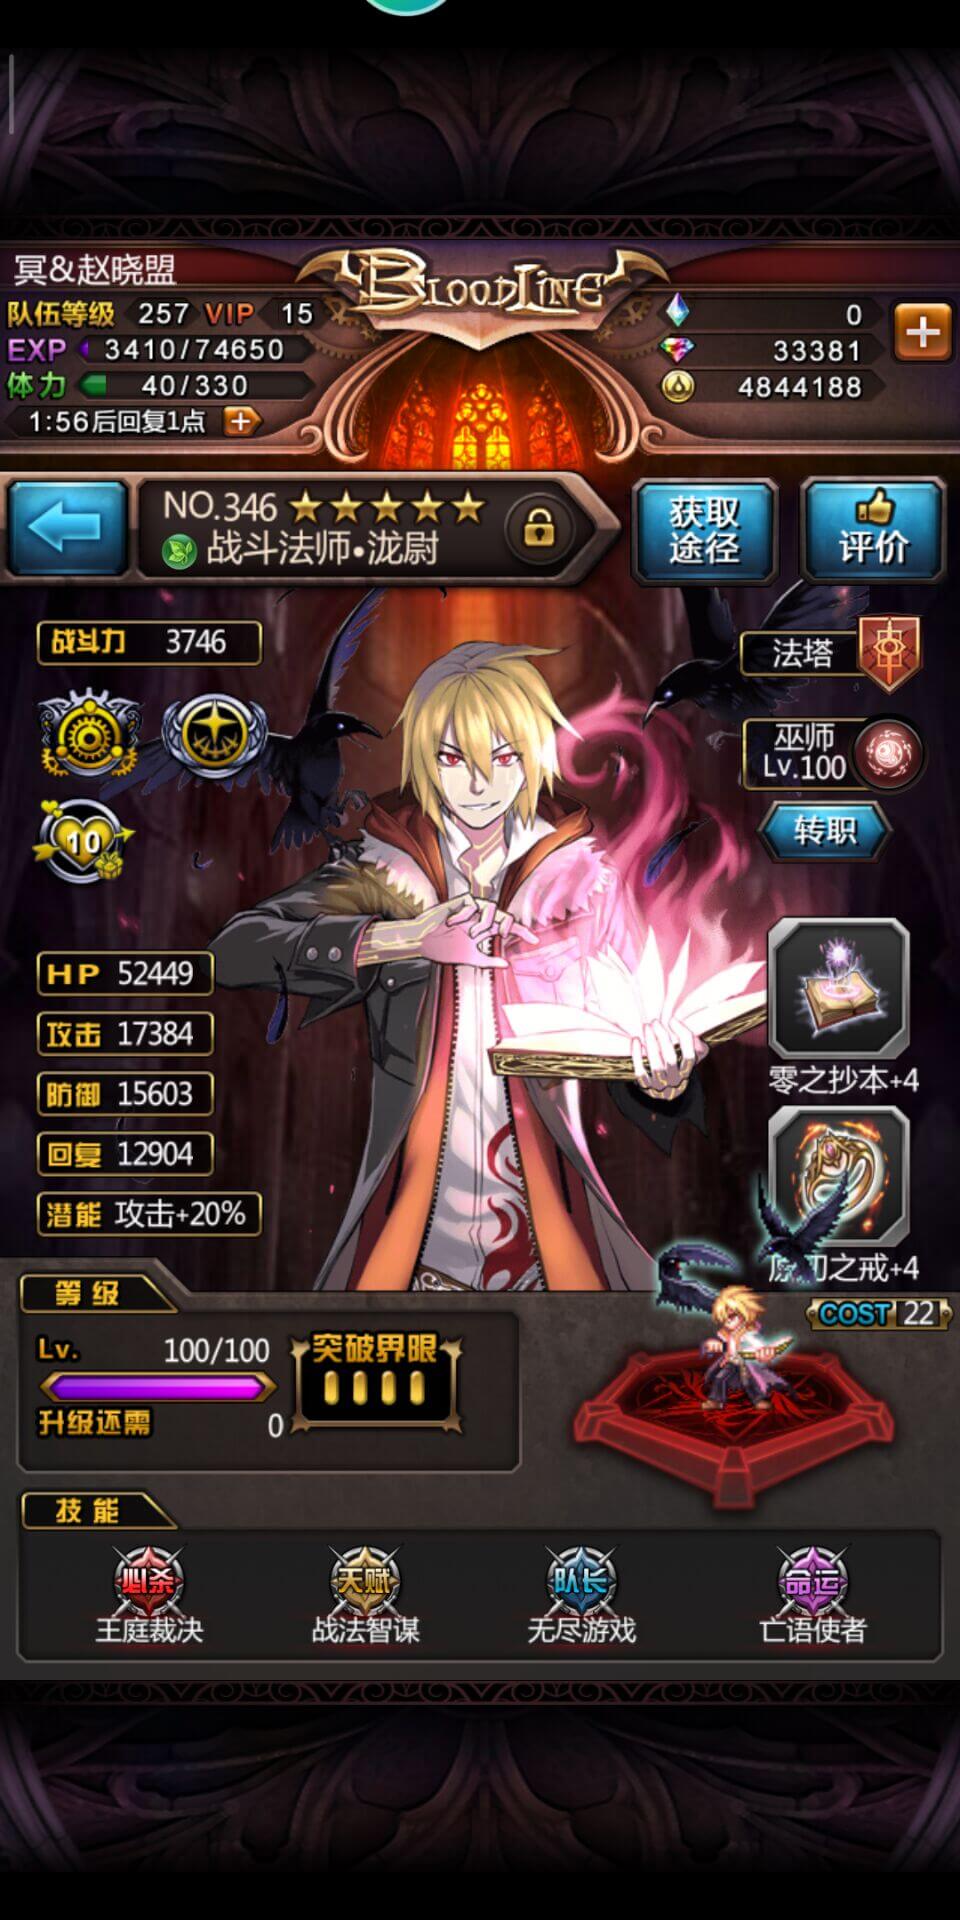 冥&赵晓盟
BLOODLINE
队伍等级 257 VIP 15
0
EXP 3410/74650
33381
体力 40/330
4844188
1:56后回复1点
NO.346
战斗法师•泷尉
获取
途径
评价
战斗力 3746
法塔
巫师
Lv.100
转职
10
HP 52449
攻击 17384
防御 15603
回复 12904
潜能 攻击+20%
零之抄本+4
之戒+4
COST 22
等级
Lv. 100/100
突破界限
升级还需 0
技能
必杀
天赋
队长
命运
王庭裁决
战法智谋
无尽游戏
亡语使者